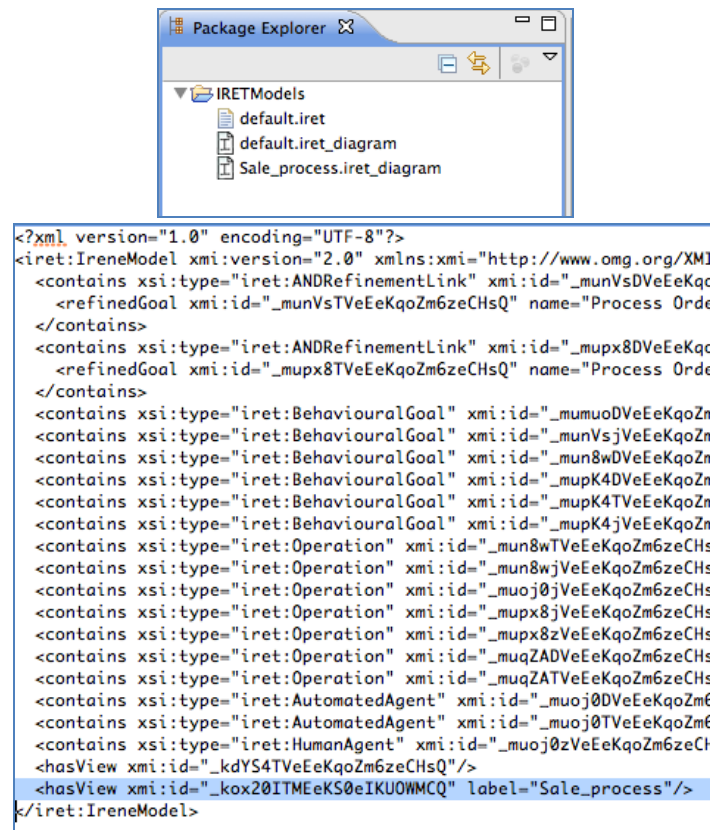 Package Explorer
IRETModels
default.iret
default.iret_diagram
Sale_process.iret_diagram
<?xml version="1.0" encoding="UTF-8"?>
<iret:IreneModel xmi:version="2.0" xmlns:xmi="http://www.omg.org/XMI
<contains xsi:type="iret:ANDRefinementLink" xmi:id="_munVsDVeEeKqo
<refinedGoal xmi:id="_munVsTVeEeKqoZm6zeCHsQ" name="Process Orde
</contains>
<contains xsi:type="iret:ANDRefinementLink" xmi:id="_mupx8DVeEeKqo
<refinedGoal xmi:id="_mupx8TVeEeKqoZm6zeCHsQ" name="Process Orde
</contains>
<contains xsi:type="iret:BehaviouralGoal" xmi:id="_mumuoDVeEeKqoZm
<contains xsi:type="iret:BehaviouralGoal" xmi:id="_munVsjVeEeKqoZm
<contains xsi:type="iret:BehaviouralGoal" xmi:id="_mun8wDVeEeKqoZm
<contains xsi:type="iret:BehaviouralGoal" xmi:id="_mupK4DVeEeKqoZm
<contains xsi:type="iret:BehaviouralGoal" xmi:id="_mupK4TVeEeKqoZm
<contains xsi:type="iret:BehaviouralGoal" xmi:id="_mupK4jVeEeKqoZm
<contains xsi:type="iret:Operation" xmi:id="_mun8wTVeEeKqoZm6zeCHs
<contains xsi:type="iret:Operation" xmi:id="_mun8wjVeEeKqoZm6zeCHs
<contains xsi:type="iret:Operation" xmi:id="_muoj0jVeEeKqoZm6zeCHs
<contains xsi:type="iret:Operation" xmi:id="_mupx8jVeEeKqoZm6zeCHs
<contains xsi:type="iret:Operation" xmi:id="_mupx8zVeEeKqoZm6zeCHs
<contains xsi:type="iret:Operation" xmi:id="_muqZADVeEeKqoZm6zeCHs
<contains xsi:type="iret:Operation" xmi:id="_muqZATVeEeKqoZm6zeCHs
<contains xsi:type="iret:AutomatedAgent" xmi:id="_muoj0DVeEeKqoZm6
<contains xsi:type="iret:AutomatedAgent" xmi:id="_muoj0TVeEeKqoZm6
<contains xsi:type="iret:HumanAgent" xmi:id="_muoj0zVeEeKqoZm6zeCH
<hasView xmi:id="_kdYS4TVeEeKqoZm6zeCHsQ"/>
<hasView xmi:id="_kox20ITMEeKS0eIKUOWMCQ" label="Sale_process"/>
</iret:IreneModel>